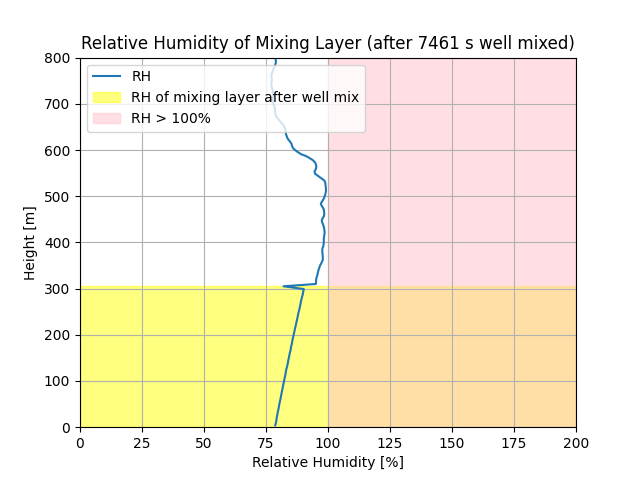 Relative Humidity of Mixing Layer (after 7461 s well mixed)
800
700
600
500
400
300
200
100
0
Height [m]
RH
RH of mixing layer after well mix
RH > 100%
0 25 50 75 100 125 150 175 200
Relative Humidity [%]